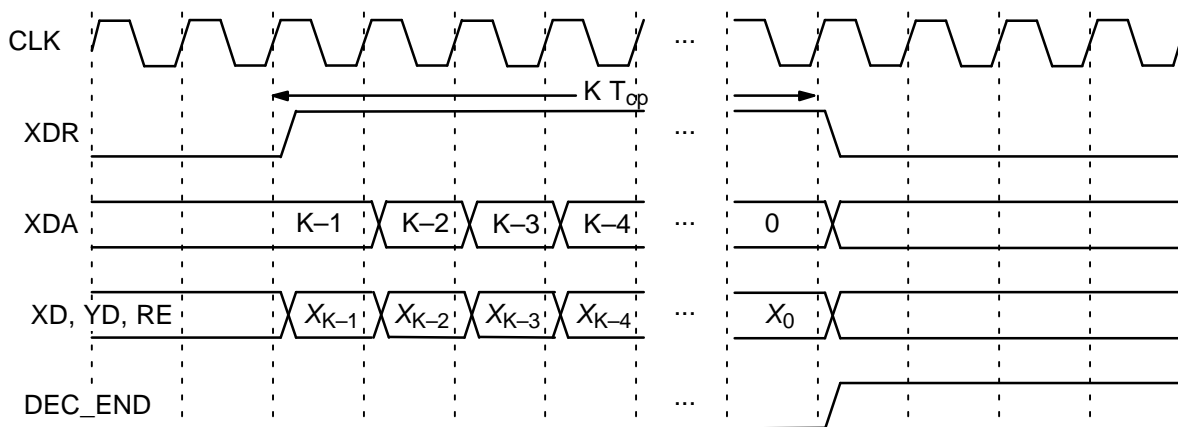 CLK ...
K T_cp
XDR ...
XDA K–1 K–2 K–3 K–4 ... 0
XD, YD, RE X_K–1 X_K–2 X_K–3 X_K–4 ... X_0
DEC_END ...